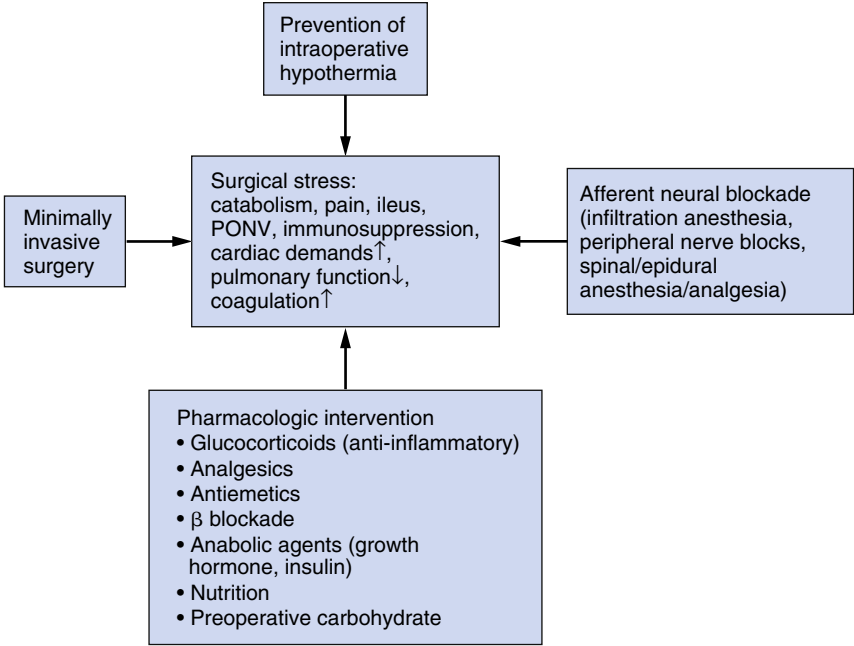 Prevention of
intraoperative
hypothermia
Surgical stress:
catabolism, pain, ileus,
PONV, immunosuppression,
cardiac demands↑,
pulmonary function↓,
coagulation↑
Minimally
invasive
surgery
Afferent neural blockade
(infiltration anesthesia,
peripheral nerve blocks,
spinal/epidural
anesthesia/analgesia)
Pharmacologic intervention
• Glucocorticoids (anti-inflammatory)
• Analgesics
• Antiemetics
• β blockade
• Anabolic agents (growth
hormone, insulin)
• Nutrition
• Preoperative carbohydrate